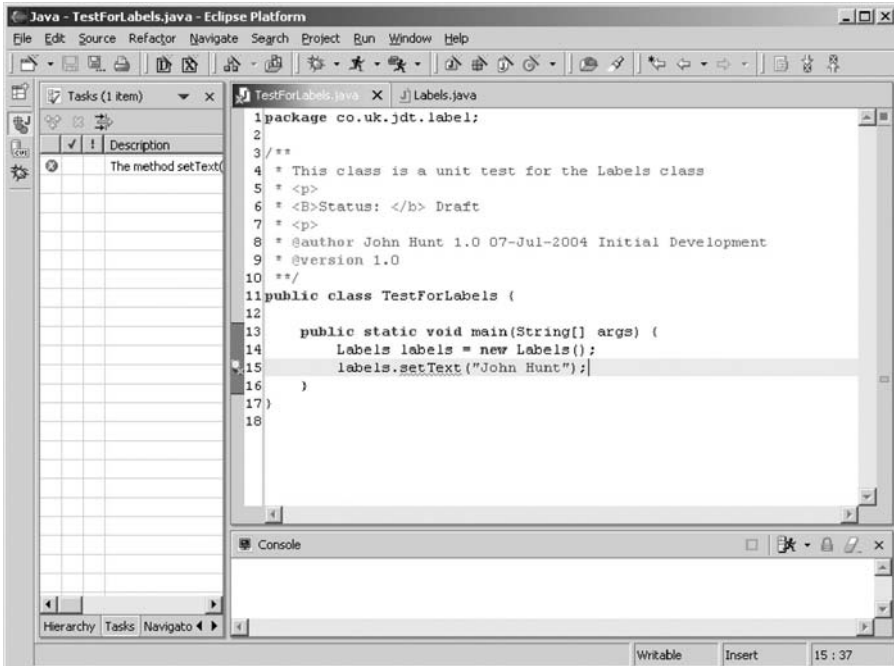 Java - TestForLabels.java - Eclipse Platform
File Edit Source Refactor Navigate Search Project Run Window Help
Tasks (1 item)
TestForLabels.java
Labels.java
✓ ! Description
The method setText(
1 package co.uk.jdt.label;
2
3 /**
4 * This class is a unit test for the Labels class
5 * <p>
6 * <B>Status: </b> Draft
7 * <p>
8 * @author John Hunt 1.0 07-Jul-2004 Initial Development
9 * @version 1.0
10 **/
11 public class TestForLabels {
12
13 public static void main(String[] args) {
14 Labels labels = new Labels();
15 labels.setText("John Hunt");
16 }
17 }
18
Console
Hierarchy Tasks Navigato
Writable Insert 15 : 37